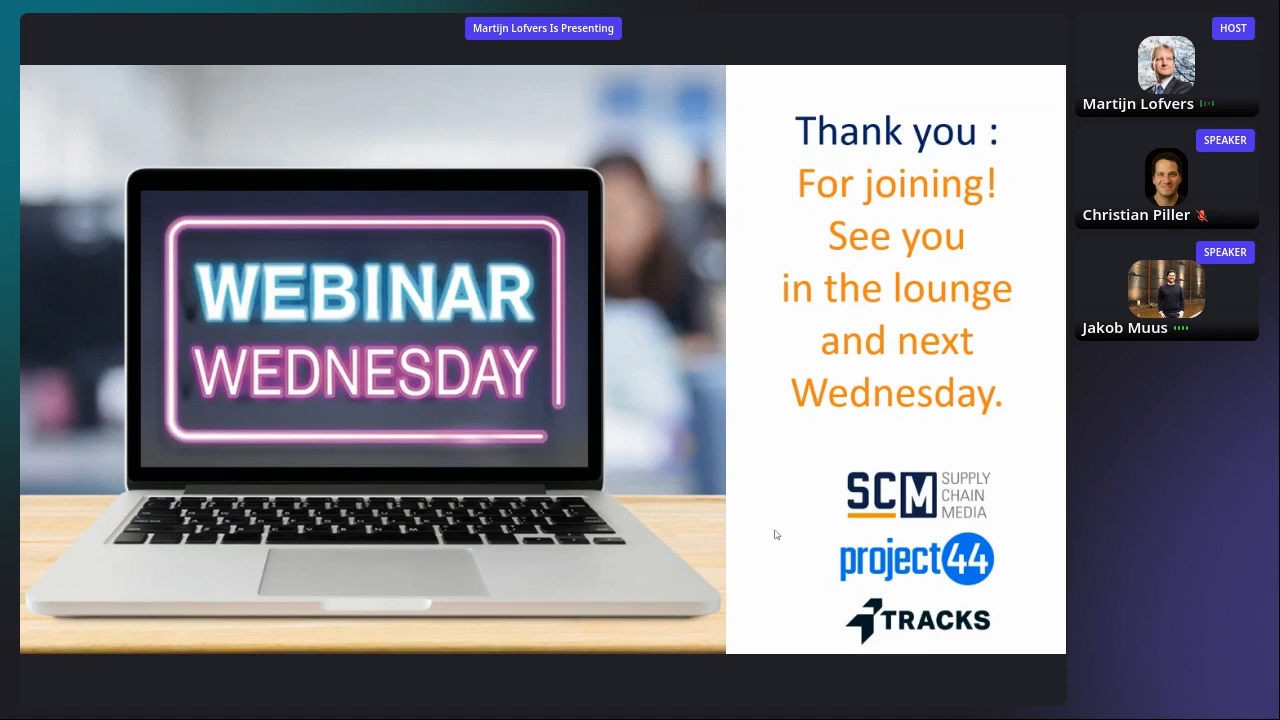 Martijn Lofvers Is Presenting
WEBINAR
WEDNESDAY
Thank you :
For joining!
See you
in the lounge
and next
Wednesday.
SCM SUPPLY
CHAIN
MEDIA
project44
TRACKS
HOST
Martijn Lofvers
SPEAKER
Christian Piller
SPEAKER
Jakob Muus